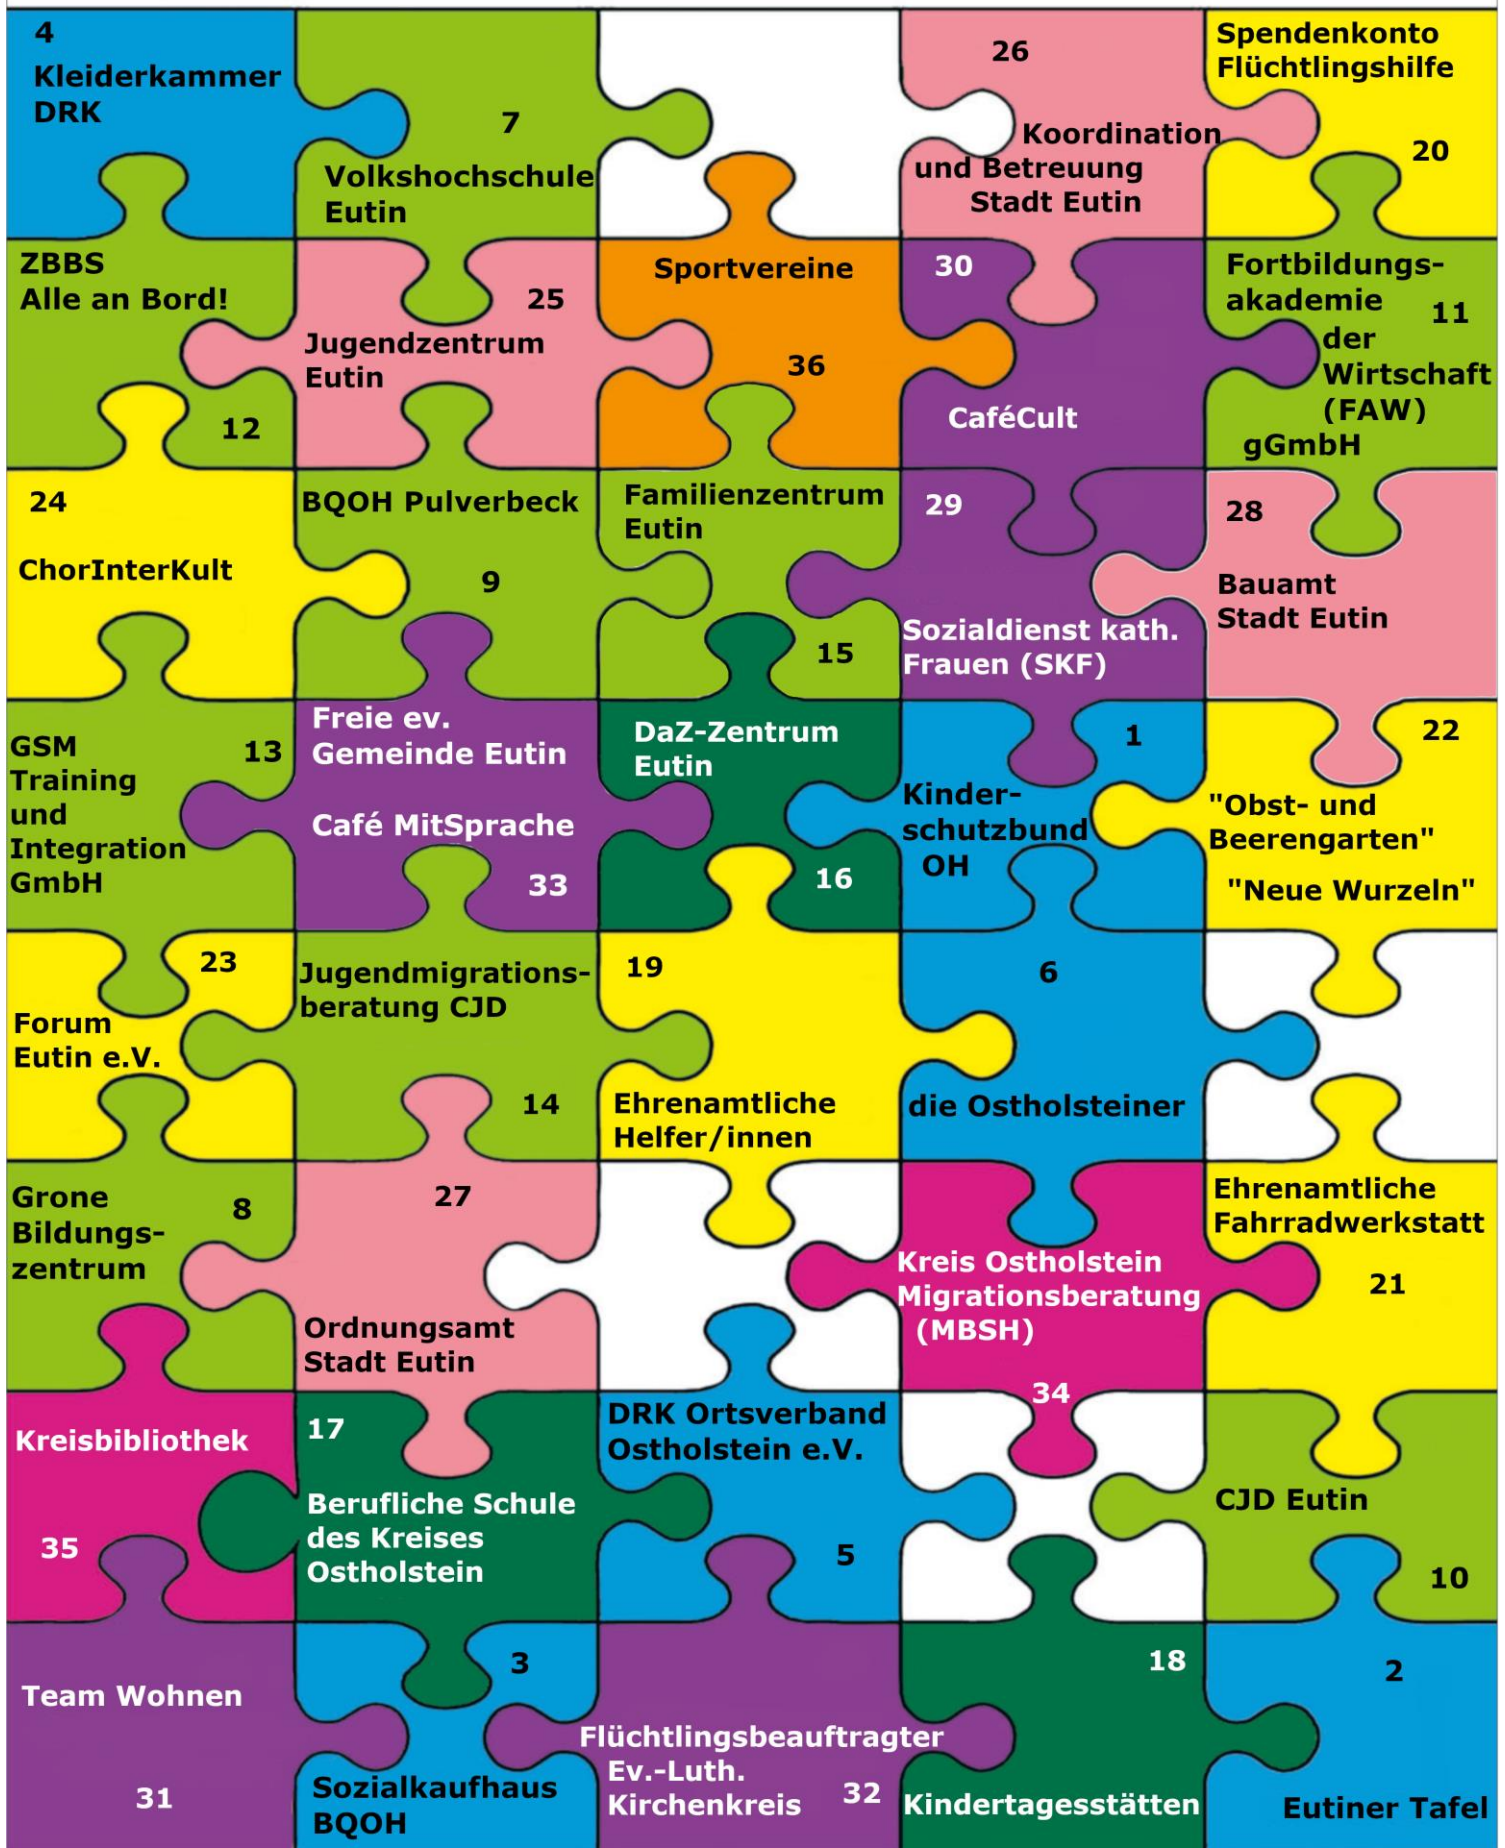 4
Kleiderkammer
DRK
7
Volkshochschule
Eutin
26
Koordination
und Betreuung
Stadt Eutin
Spendenkonto
Flüchtlingshilfe
20
ZBBS
Alle an Bord!
12
25
Jugendzentrum
Eutin
Sportvereine
36
30
CaféCult
Fortbildungs-
akademie
11
der
Wirtschaft
(FAW)
gGmbH
24
ChorInterKult
BQOH Pulverbeck
9
Familienzentrum
Eutin
15
29
Sozialdienst kath.
Frauen (SKF)
28
Bauamt
Stadt Eutin
GSM
13
Training
und
Integration
GmbH
Freie ev.
Gemeinde Eutin
Café MitSprache
33
DaZ-Zentrum
Eutin
16
1
Kinder-
schutzbund
OH
22
"Obst- und
Beerengarten"
"Neue Wurzeln"
23
Forum
Eutin e.V.
Jugendmigrations-
beratung CJD
14
19
Ehrenamtliche
Helfer/innen
6
die Ostholsteiner
Grone
8
Bildungs-
zentrum
27
Ordnungsamt
Stadt Eutin
Kreis Ostholstein
Migrationsberatung
(MBSH)
34
Ehrenamtliche
Fahrradwerkstatt
21
Kreisbibliothek
35
17
Berufliche Schule
des Kreises
Ostholstein
DRK Ortsverband
Ostholstein e.V.
5
CJD Eutin
10
Team Wohnen
31
3
Sozialkaufhaus
BQOH
Flüchtlingsbeauftragter
Ev.-Luth.
Kirchenkreis
32
18
Kindertagesstätten
2
Eutiner Tafel